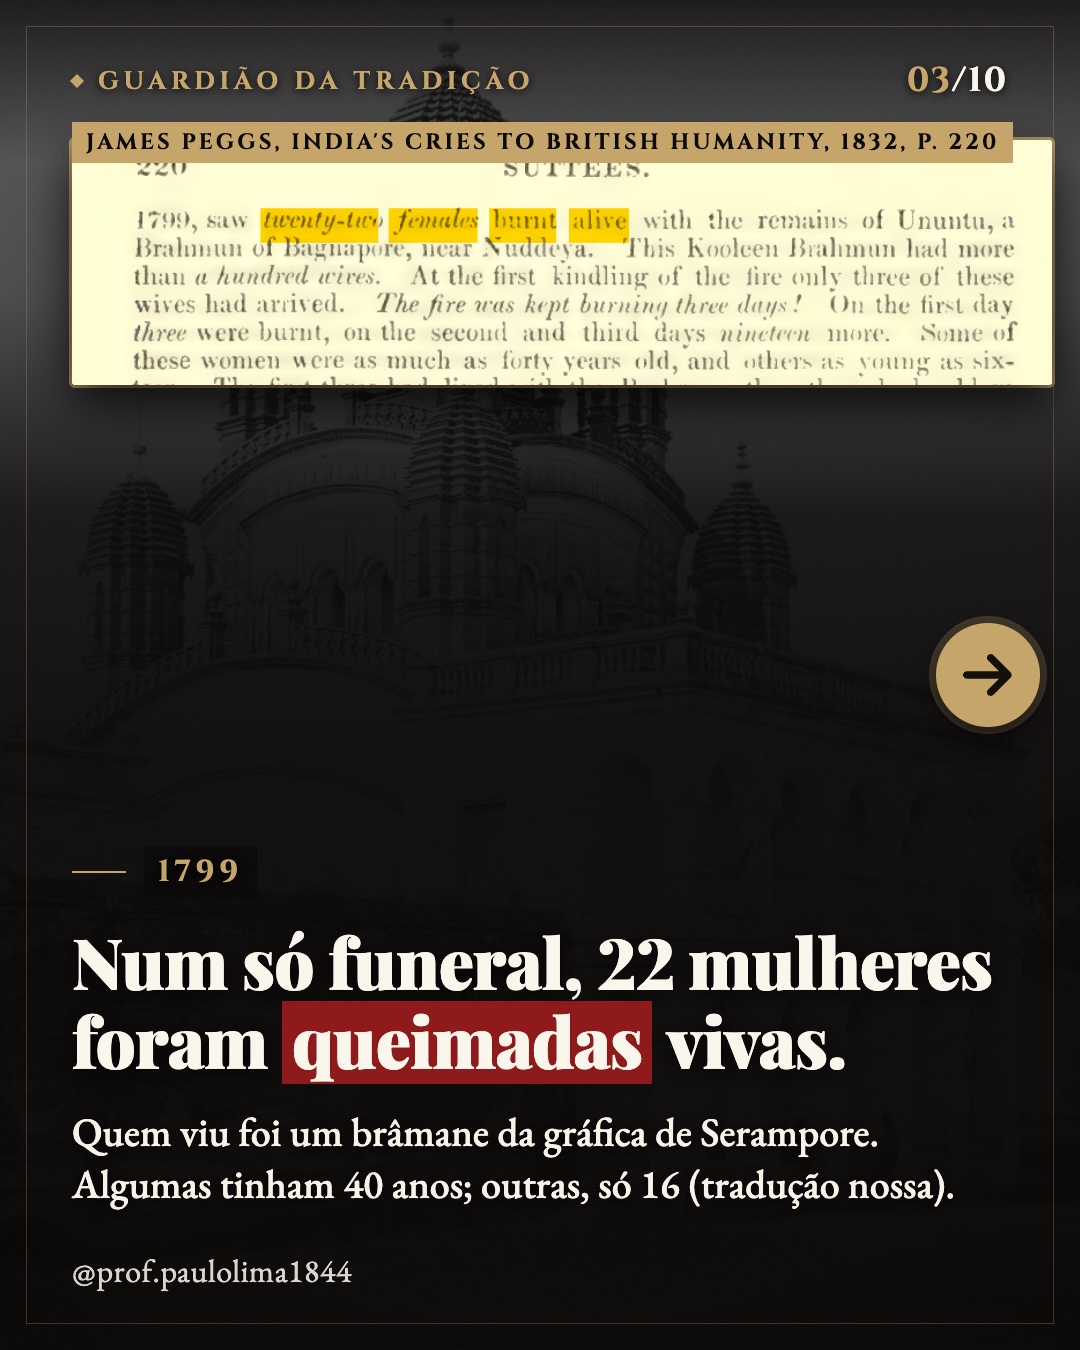 ◆ GUARDIÃO DA TRADIÇÃO
03/10
JAMES PEGGS, INDIA'S CRIES TO BRITISH HUMANITY, 1832, P. 220
220 SUTTEES.
1799, saw twenty-two females burnt alive with the remains of Ununtu, a
Brahmun of Bagnapore, near Nuddeya. This Kooleen Brahmun had more
than a hundred wives. At the first kindling of the fire only three of these
wives had arrived. The fire was kept burning three days! On the first day
three were burnt, on the second and third days nineteen more. Some of
these women were as much as forty years old, and others as young as six-
1799
Num só funeral, 22 mulheres
foram queimadas vivas.
Quem viu foi um brâmane da gráfica de Serampore.
Algumas tinham 40 anos; outras, só 16 (tradução nossa).
@prof.paulolima1844